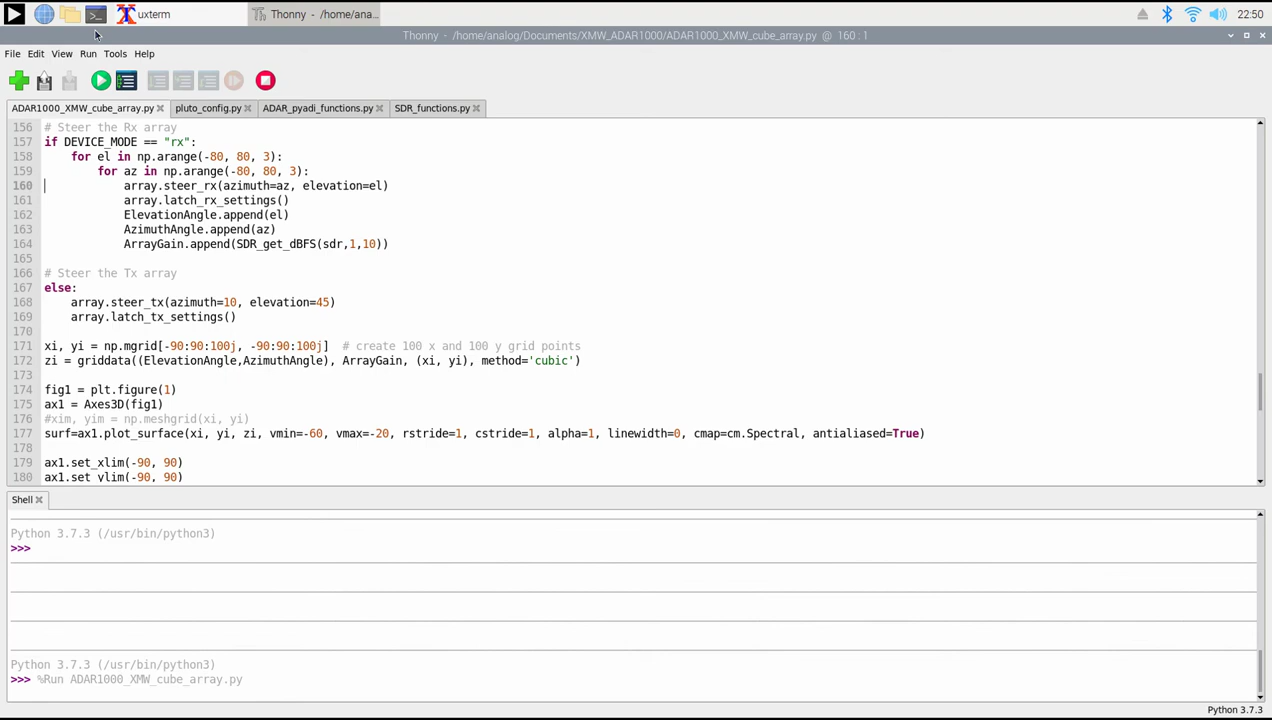 uxterm
Thonny - /home/ana...
22:50
Thonny - /home/analog/Documents/XMW_ADAR1000/ADAR1000_XMW_cube_array.py @ 160 : 1
File Edit View Run Tools Help
ADAR1000_XMW_cube_array.py pluto_config.py ADAR_pyadi_functions.py SDR_functions.py
156 # Steer the Rx array
157 if DEVICE_MODE == "rx":
158     for el in np.arange(-80, 80, 3):
159         for az in np.arange(-80, 80, 3):
160             array.steer_rx(azimuth=az, elevation=el)
161             array.latch_rx_settings()
162             ElevationAngle.append(el)
163             AzimuthAngle.append(az)
164             ArrayGain.append(SDR_get_dBFS(sdr,1,10))
165
166 # Steer the Tx array
167 else:
168     array.steer_tx(azimuth=10, elevation=45)
169     array.latch_tx_settings()
170
171 xi, yi = np.mgrid[-90:90:100j, -90:90:100j]  # create 100 x and 100 y grid points
172 zi = griddata((ElevationAngle,AzimuthAngle), ArrayGain, (xi, yi), method='cubic')
173
174 fig1 = plt.figure(1)
175 ax1 = Axes3D(fig1)
176 #xim, yim = np.meshgrid(xi, yi)
177 surf=ax1.plot_surface(xi, yi, zi, vmin=-60, vmax=-20, rstride=1, cstride=1, alpha=1, linewidth=0, cmap=cm.Spectral, antialiased=True)
178
179 ax1.set_xlim(-90, 90)
180 ax1.set_ylim(-90, 90)
Shell
Python 3.7.3 (/usr/bin/python3)
>>>
Python 3.7.3 (/usr/bin/python3)
>>> %Run ADAR1000_XMW_cube_array.py
Python 3.7.3